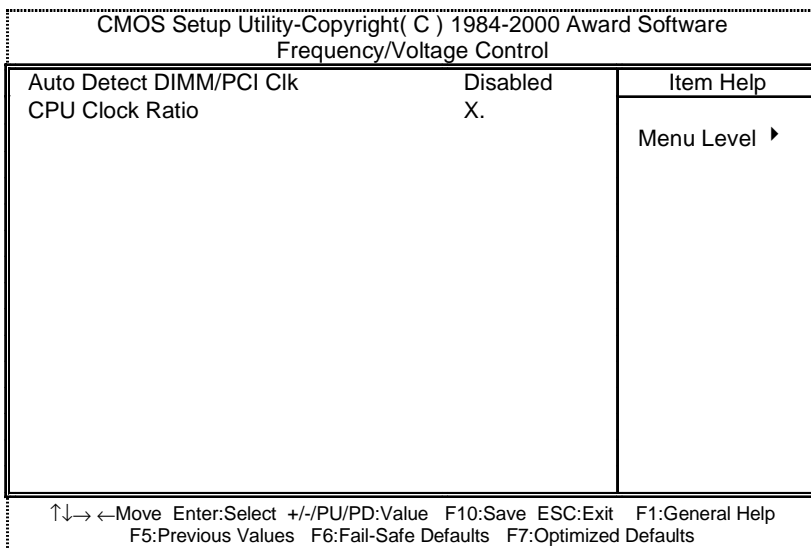 CMOS Setup Utility-Copyright( C ) 1984-2000 Award Software
Frequency/Voltage Control
Auto Detect DIMM/PCI Clk Disabled
CPU Clock Ratio X.
Item Help
Menu Level ▶
↑↓→ ←Move Enter:Select +/-/PU/PD:Value F10:Save ESC:Exit F1:General Help
F5:Previous Values F6:Fail-Safe Defaults F7:Optimized Defaults